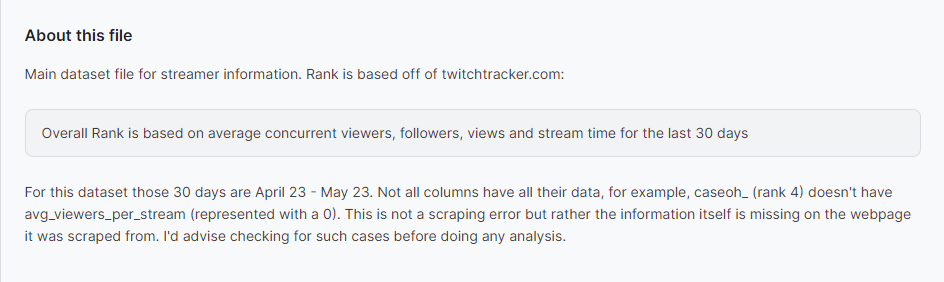 About this file
Main dataset file for streamer information. Rank is based off of twitchtracker.com:
Overall Rank is based on average concurrent viewers, followers, views and stream time for the last 30 days
For this dataset those 30 days are April 23 - May 23. Not all columns have all their data, for example, caseoh_ (rank 4) doesn't have
avg_viewers_per_stream (represented with a 0). This is not a scraping error but rather the information itself is missing on the webpage
it was scraped from. I'd advise checking for such cases before doing any analysis.